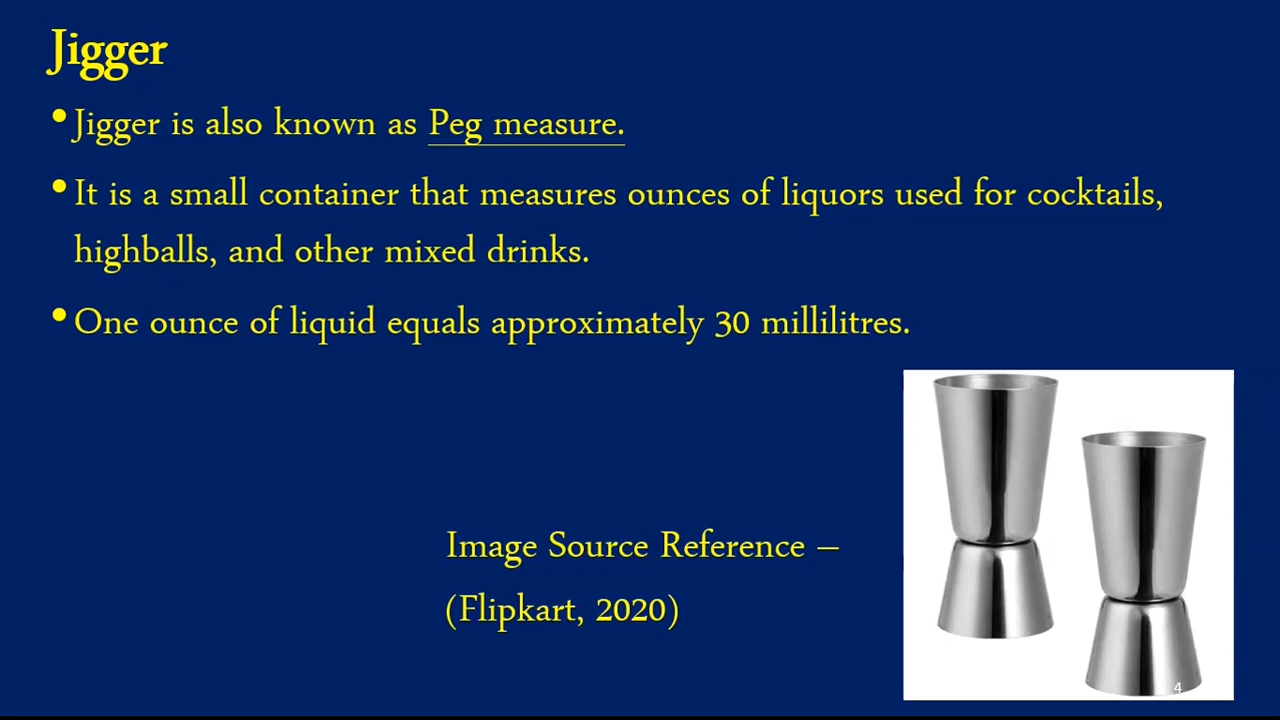 Jigger
•Jigger is also known as Peg measure.
•It is a small container that measures ounces of liquors used for cocktails,
highballs, and other mixed drinks.
•One ounce of liquid equals approximately 30 millilitres.
Image Source Reference –
(Flipkart, 2020)
4